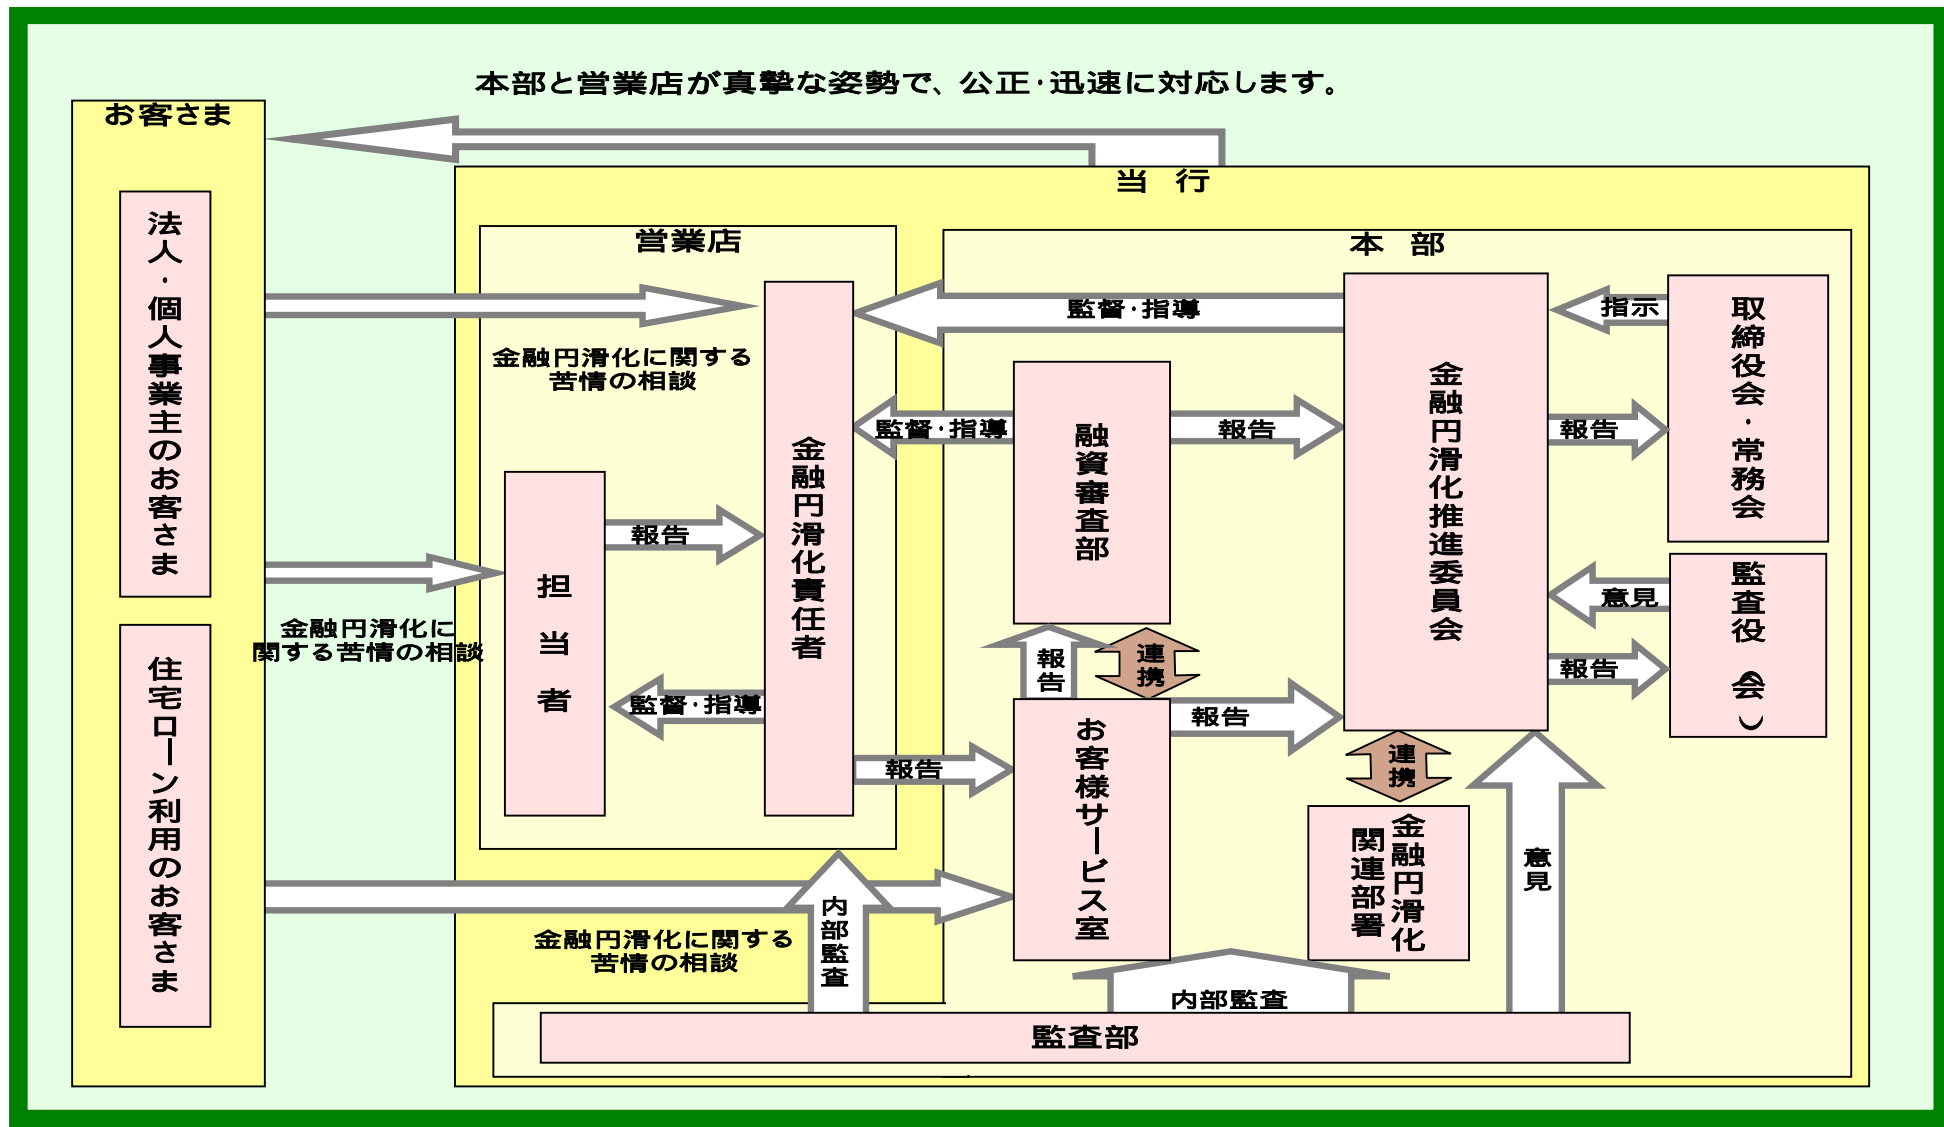 本部と営業店が真摯な姿勢で、公正・迅速に対応します。
お客さま
法人・個人事業主のお客さま
住宅ローン利用のお客さま
当 行
営業店
本 部
金融円滑化に関する
苦情の相談
金融円滑化に
関する苦情の相談
金融円滑化に関する
苦情の相談
担当者
報告
監督・指導
金融円滑化責任者
監督・指導
監督・指導
報告
融資審査部
報告
報告
連携
お客様サービス室
報告
金融円滑化推進委員会
指示
報告
取締役会・常務会
意見
報告
監査役(会)
連携
金融円滑化
関連部署
意見
内部監査
内部監査
監査部